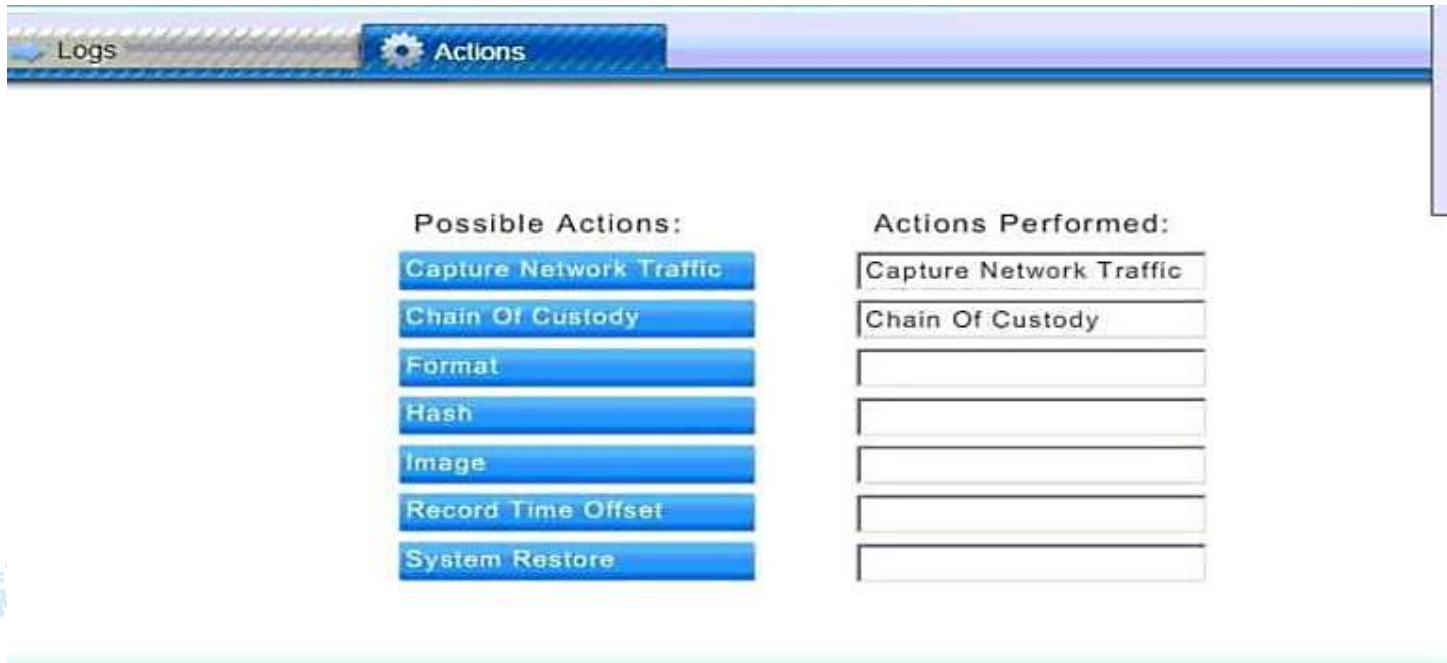 Logs
Actions
Possible Actions:
Actions Performed:
Capture Network Traffic
Capture Network Traffic
Chain Of Custody
Chain Of Custody
Format
Hash
Image
Record Time Offset
System Restore